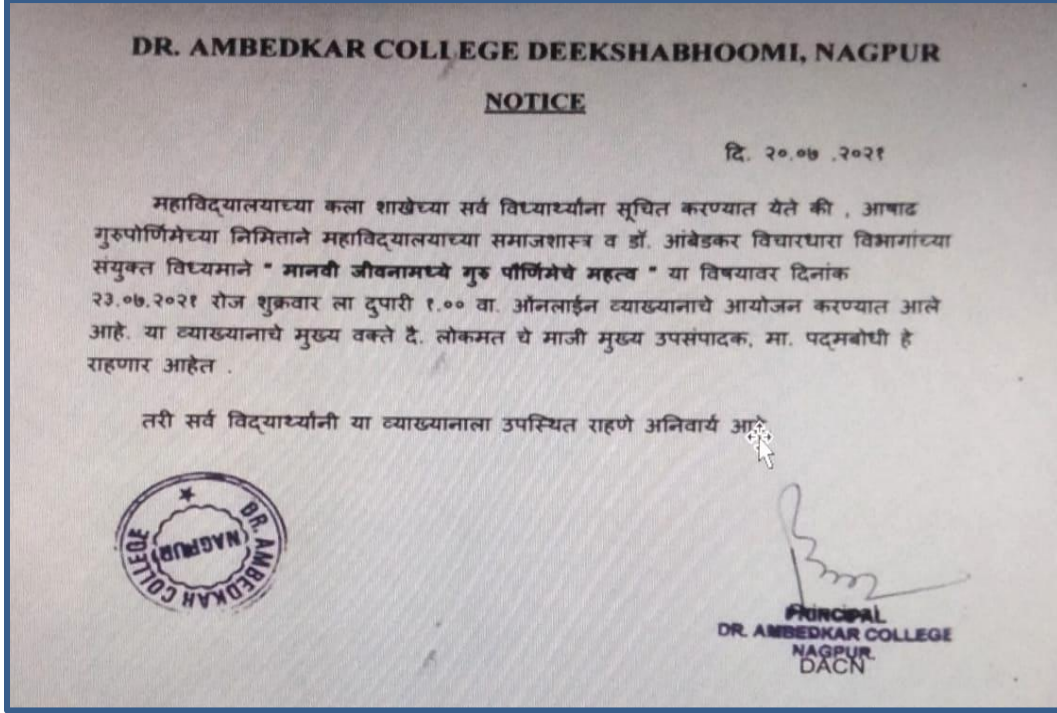 DR. AMBEDKAR COLLEGE DEEKSHABHOOMI, NAGPUR
NOTICE
दि. २०.०७ .२०२१
महाविद्यालयाच्या कला शाखेच्या सर्व विध्यार्थ्यांना सूचित करण्यात येते की , आषाढ
गुरुपोर्णिमेच्या निमिताने महाविद्यालयाच्या समाजशास्त्र व डॉ. आंबेडकर विचारधारा विभागांच्या
संयुक्त विध्यमाने " मानवी जीवनामध्ये गुरु पौर्णिमेचे महत्व " या विषयावर दिनांक
२३.०७.२०२१ रोज शुक्रवार ला दुपारी १.०० वा. ऑनलाईन व्याख्यानाचे आयोजन करण्यात आले
आहे. या व्याख्यानाचे मुख्य वक्ते दै. लोकमत चे माजी मुख्य उपसंपादक, मा. पद्मबोधी हे
राहणार आहेत .
तरी सर्व विद्यार्थ्यांनी या व्याख्यानाला उपस्थित राहणे अनिवार्य आहे
DR. AMBEDKAR COLLEGE
NAGPUR
PRINCIPAL
DR. AMBEDKAR COLLEGE
NAGPUR.
DACN